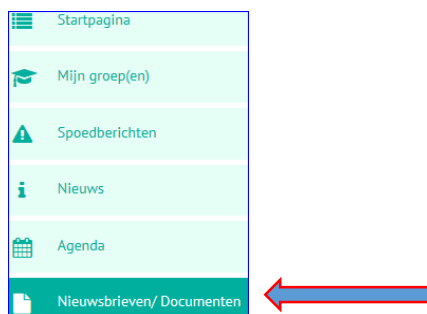 Startpagina
Mijn groep(en)
Spoedberichten
Nieuws
Agenda
Nieuwsbrieven/ Documenten